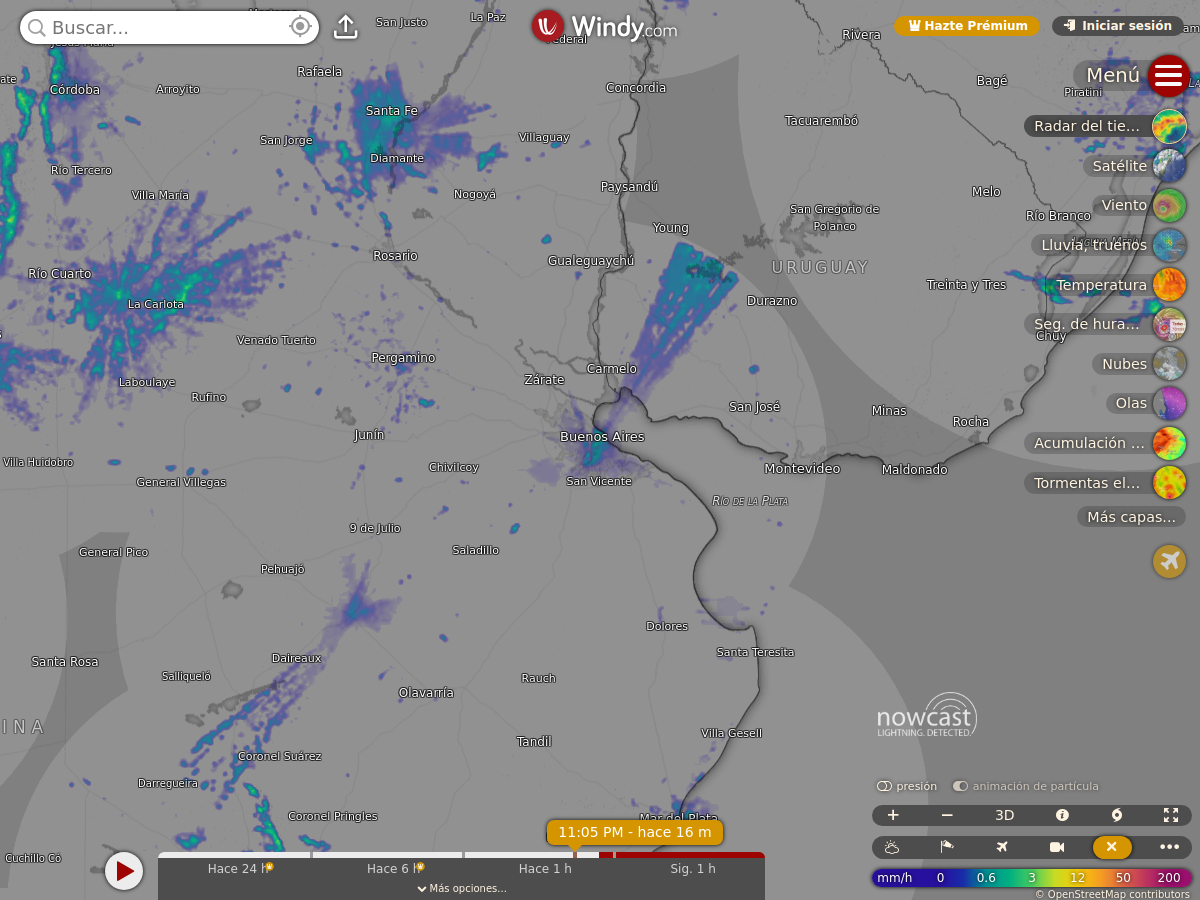 Buscar...
San Justo
La Paz
Windy.com
Federal
Rivera
Hazte Prémium
Iniciar sesión
Menú
Rafaela
Córdoba
Arroyito
Concordia
Bagé
Piratini
Santa Fe
Tacuarembó
Radar del tie...
San Jorge
Villaguay
Diamante
Río Tercero
Satélite
Villa María
Nogoyá
Paysandú
Melo
Viento
San Gregorio de
Polanco
Río Branco
Young
Lluvia, truenos
Rosario
Gualeguaychú
URUGUAY
Río Cuarto
Treinta y Tres
Temperatura
La Carlota
Durazno
Seg. de hura...
Chuy
Venado Tuerto
Pergamino
Nubes
Carmelo
Zárate
Laboulaye
Rufino
Olas
San José
Minas
Rocha
Junín
Buenos Aires
Acumulación ...
Villa Huidobro
Chivilcoy
Montevideo
Maldonado
General Villegas
San Vicente
Tormentas el...
Río de la Plata
Más capas...
9 de Julio
General Pico
Saladillo
Pehuajó
Dolores
Santa Rosa
Daireaux
Santa Teresita
Salliqueló
Rauch
Olavarría
INA
nowcast
LIGHTNING. DETECTED.
Tandil
Villa Gesell
Coronel Suárez
Darregueira
presión
animación de partícula
Coronel Pringles
Mar del Plata
+
−
3D
11:05 PM - hace 16 m
Cuchillo Có
Hace 24 h
Hace 6 h
Hace 1 h
Sig. 1 h
mm/h 0 0.6 3 12 50 200
Más opciones...
© OpenStreetMap contributors